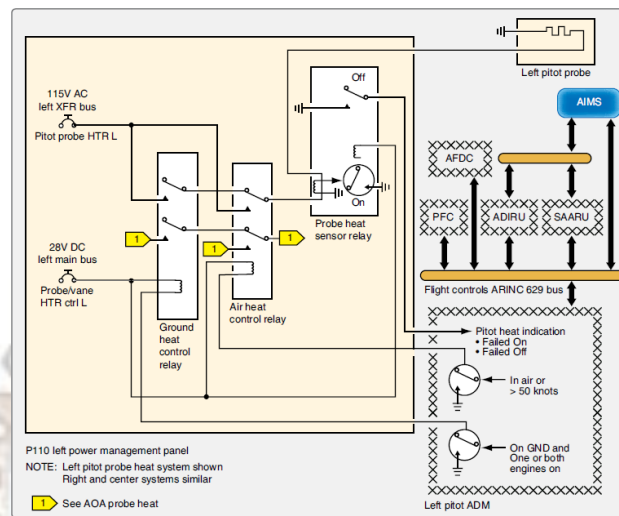 Left pitot probe
115V AC
left XFR bus
Pitot probe HTR L
Off
On
Probe heat
sensor relay
AIMS
AFDC
PFC
ADIRU
SAARU
Flight controls ARINC 629 bus
1
1
1
28V DC
left main bus
Probe/vane
HTR ctrl L
Air heat
control relay
Ground
heat
control
relay
Pitot heat indication
• Failed On
• Failed Off
In air or
> 50 knots
On GND and
One or both
engines on
Left pitot ADM
P110 left power management panel
NOTE: Left pitot probe heat system shown
Right and center systems similar
1 See AOA probe heat